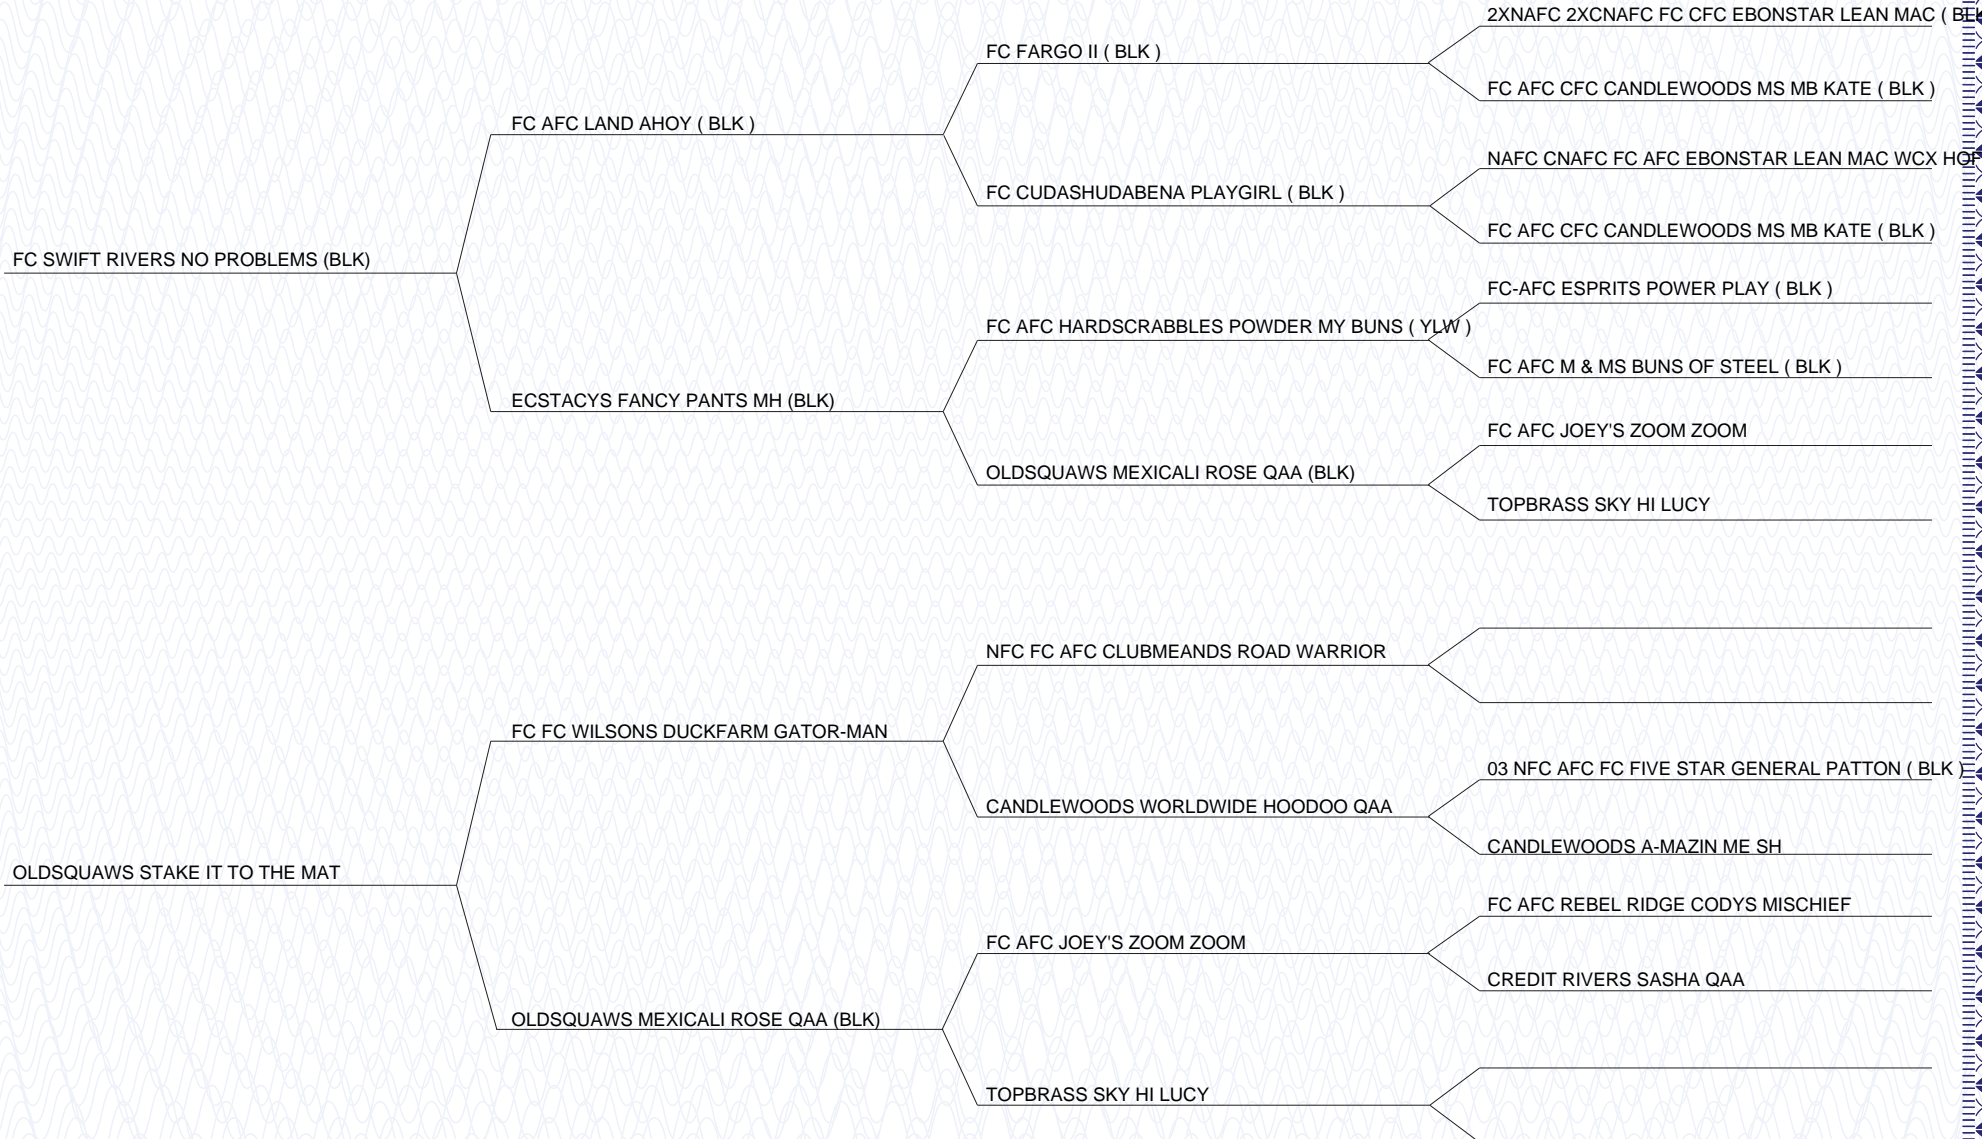 2XNAFC 2XCNAFC FC CFC EBONSTAR LEAN MAC ( BLK
FC FARGO II ( BLK )
FC AFC CFC CANDLEWOODS MS MB KATE ( BLK )
FC AFC LAND AHOY ( BLK )
NAFC CNAFC FC AFC EBONSTAR LEAN MAC WCX HOF
FC CUDASHUDABENA PLAYGIRL ( BLK )
FC AFC CFC CANDLEWOODS MS MB KATE ( BLK )
FC SWIFT RIVERS NO PROBLEMS (BLK)
FC-AFC ESPRITS POWER PLAY ( BLK )
FC AFC HARDSCRABBLES POWDER MY BUNS ( YLW )
FC AFC M & MS BUNS OF STEEL ( BLK )
ECSTACYS FANCY PANTS MH (BLK)
FC AFC JOEY'S ZOOM ZOOM
OLDSQUAWS MEXICALI ROSE QAA (BLK)
TOPBRASS SKY HI LUCY
NFC FC AFC CLUBMEANDS ROAD WARRIOR
FC FC WILSONS DUCKFARM GATOR-MAN
03 NFC AFC FC FIVE STAR GENERAL PATTON ( BLK )
CANDLEWOODS WORLDWIDE HOODOO QAA
CANDLEWOODS A-MAZIN ME SH
OLDSQUAWS STAKE IT TO THE MAT
FC AFC REBEL RIDGE CODYS MISCHIEF
FC AFC JOEY'S ZOOM ZOOM
CREDIT RIVERS SASHA QAA
OLDSQUAWS MEXICALI ROSE QAA (BLK)
TOPBRASS SKY HI LUCY